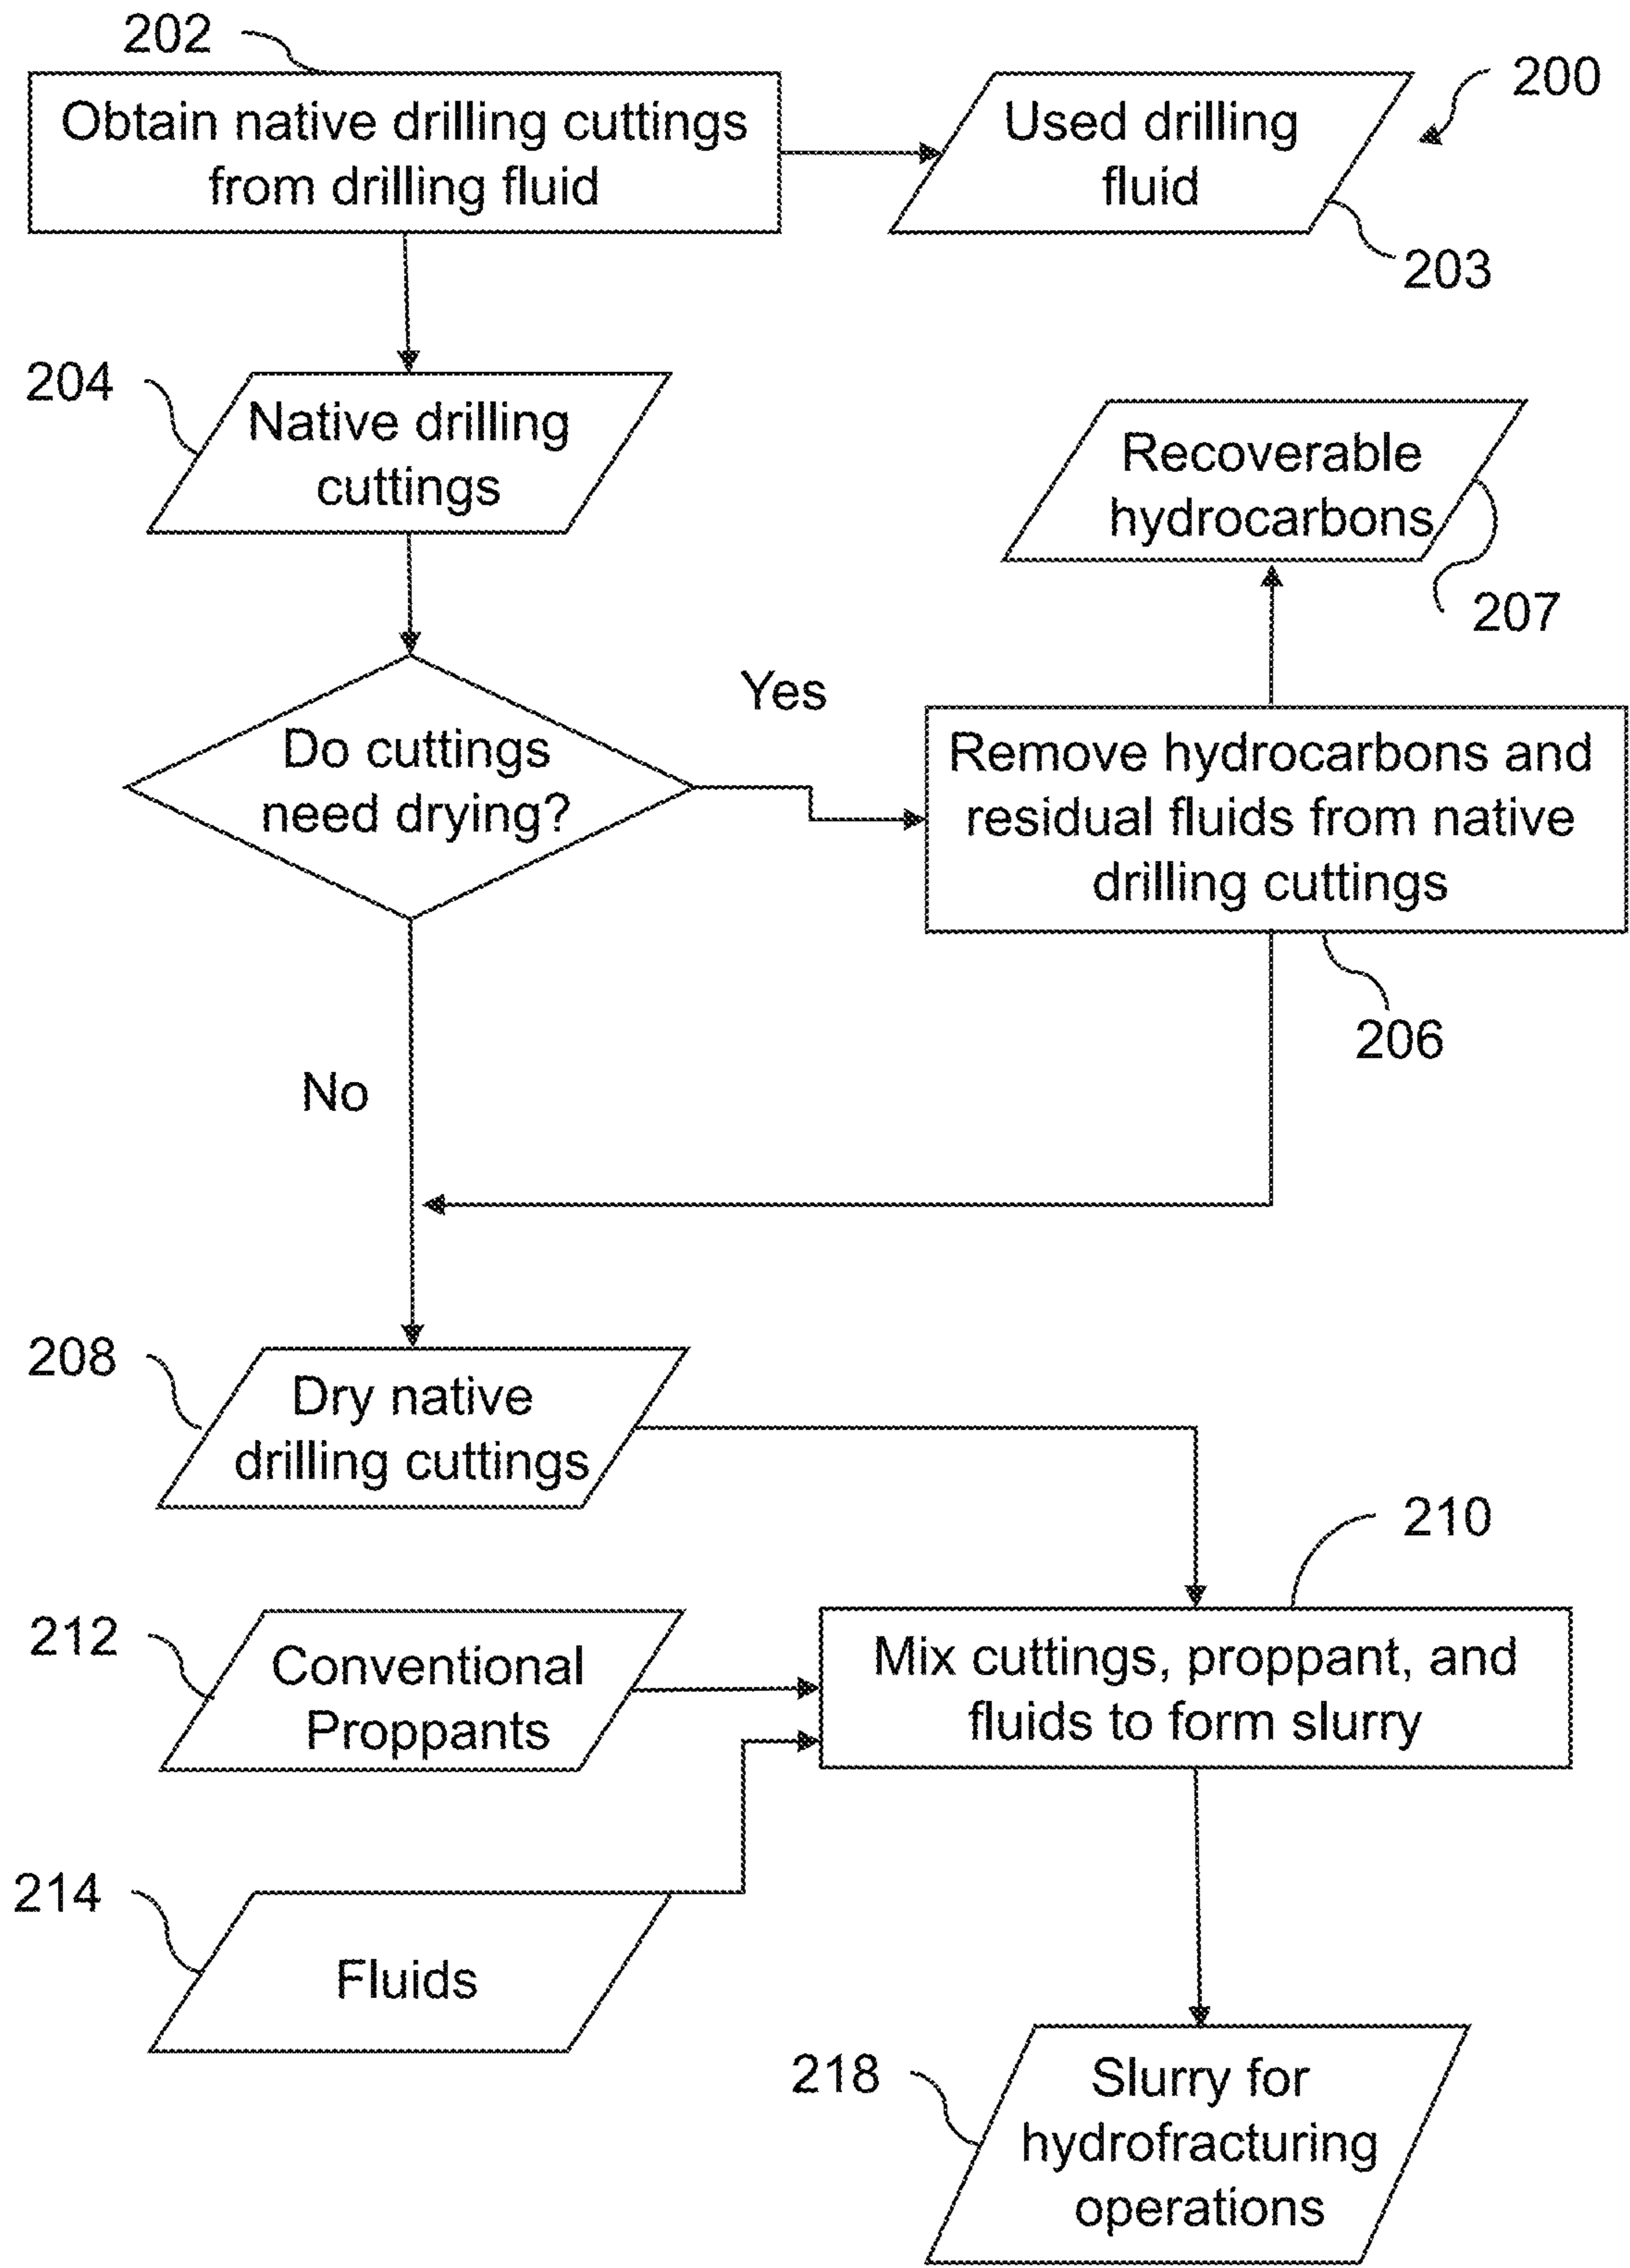 202
Obtain native drilling cuttings
from drilling fluid
Used drilling
fluid
200
203
204
Native drilling
cuttings
Recoverable
hydrocarbons
207
Do cuttings
need drying?
Yes
Remove hydrocarbons and
residual fluids from native
drilling cuttings
206
No
208
Dry native
drilling cuttings
210
212
Conventional
Proppants
Mix cuttings, proppant, and
fluids to form slurry
214
Fluids
218
Slurry for
hydrofracturing
operations